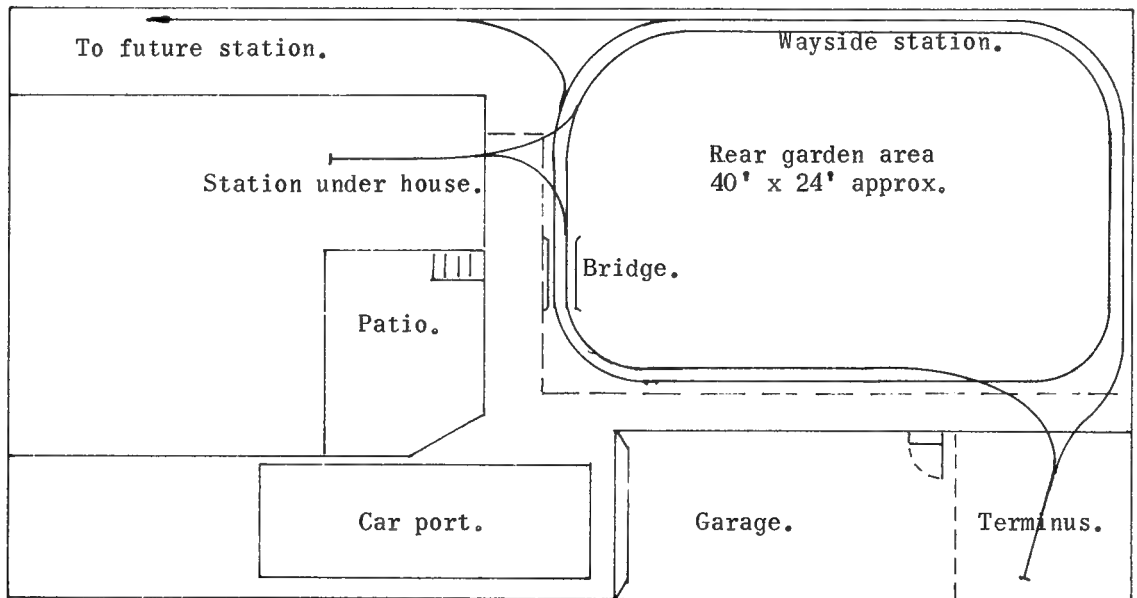 To future station.
Wayside station.
Rear garden area
40' x 24' approx.
Station under house.
Bridge.
Patio.
Car port.
Garage.
Terminus.